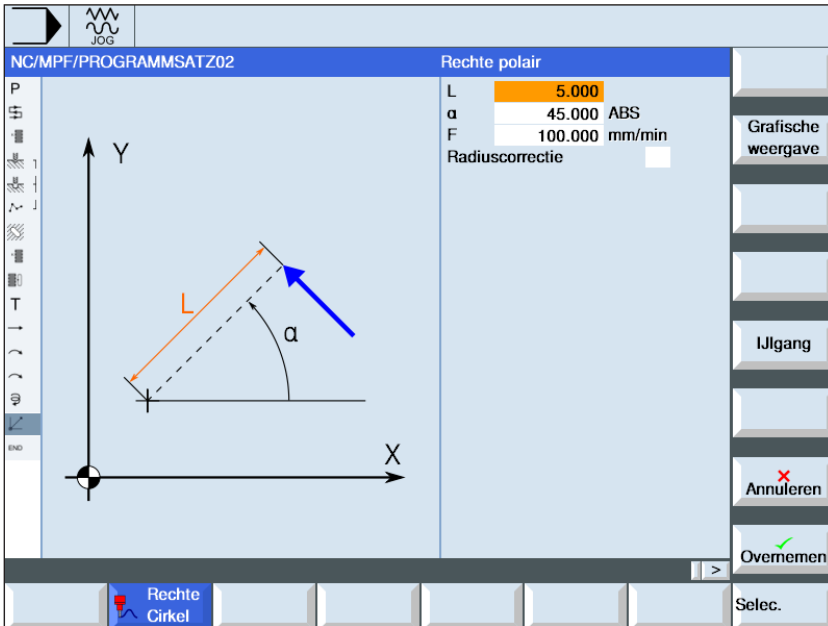 JOG
NC/MPF/PROGRAMMSATZ02
Rechte polair
P
T
END
Y
L
α
X
L 5.000
α 45.000 ABS
F 100.000 mm/min
Radiuscorrectie
Grafische
weergave
IJlgang
Annuleren
Overnemen
>
Rechte
Cirkel
Selec.